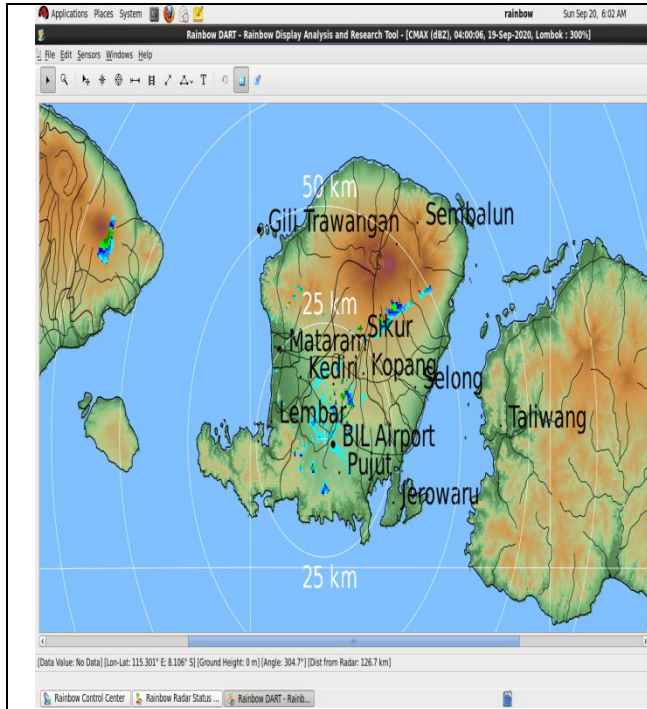 Applications Places System rainbow Sun Sep 20, 6:02 AM
Rainbow DART - Rainbow Display Analysis and Research Tool - [CMAX (dBZ), 04:00:06, 19-Sep-2020, Lombok : 300%]
File Edit Sensors Windows Help
T
50 km
Gili Trawangan
Sembalun
25 km
Sikur
Mataram
Kediri
Kopang
Selong
Lembar
Taliwang
BIL Airport
Pujut
Jerowaru
25 km
[Data Value: No Data] [Lon-Lat: 115.301° E; 8.106° S] [Ground Height: 0 m] [Angle: 304.7°] [Dist from Radar: 126.7 km]
Rainbow Control Center Rainbow Radar Status ... Rainbow DART - Rainb...